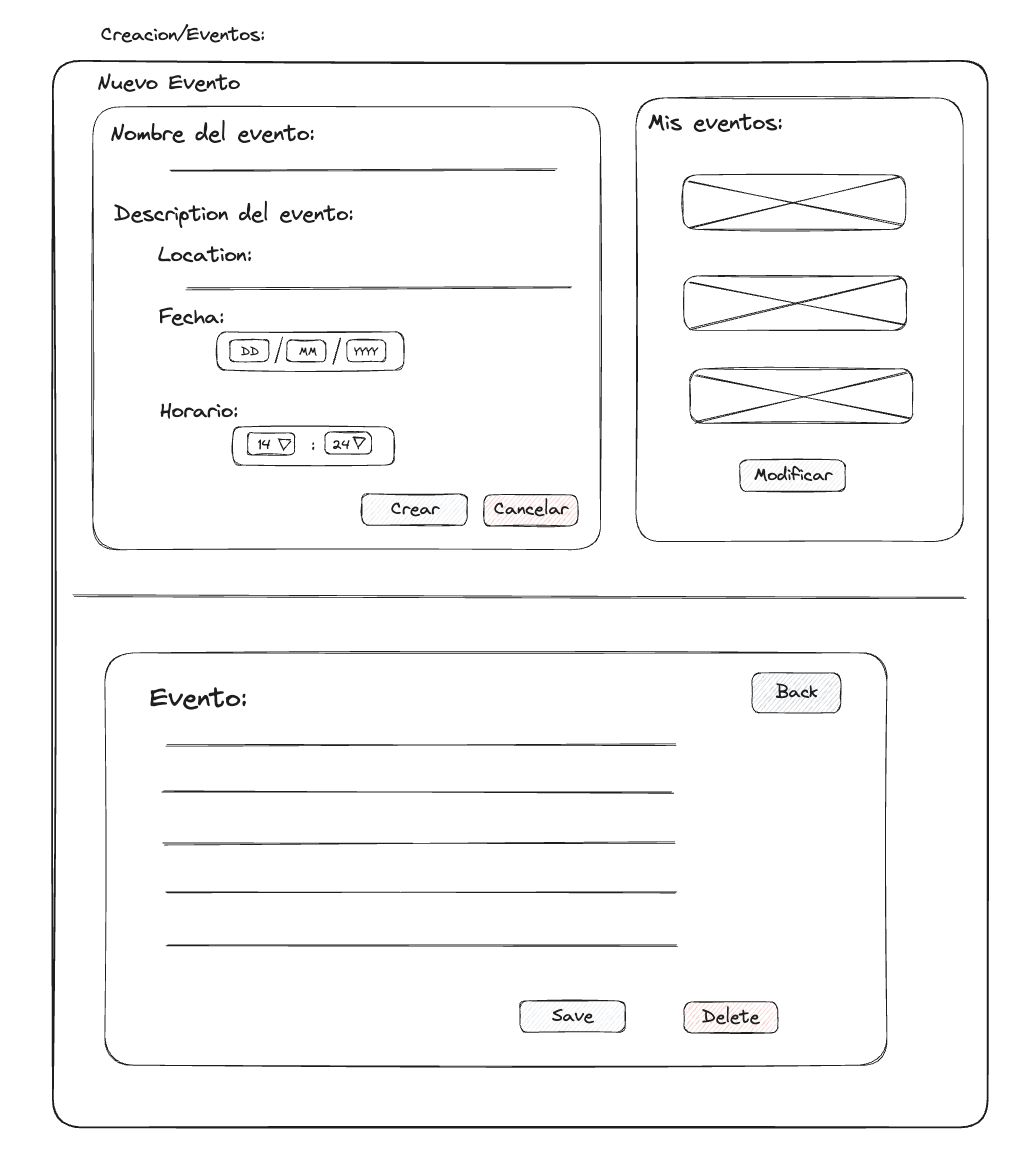 Creacion/Eventos:
Nuevo Evento
Nombre del evento:
Description del evento:
Location:
Fecha:
DD / MM / YYYY
Horario:
14 : 24
Crear Cancelar
Mis eventos:
Modificar
Evento:
Back
Save Delete